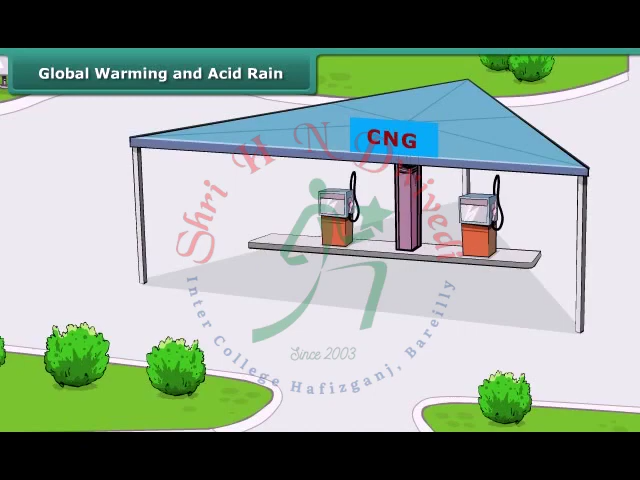 Global Warming and Acid Rain
CNG
Shri H N Dwivedi
Since 2003
Inter College Hafizganj, Bareilly